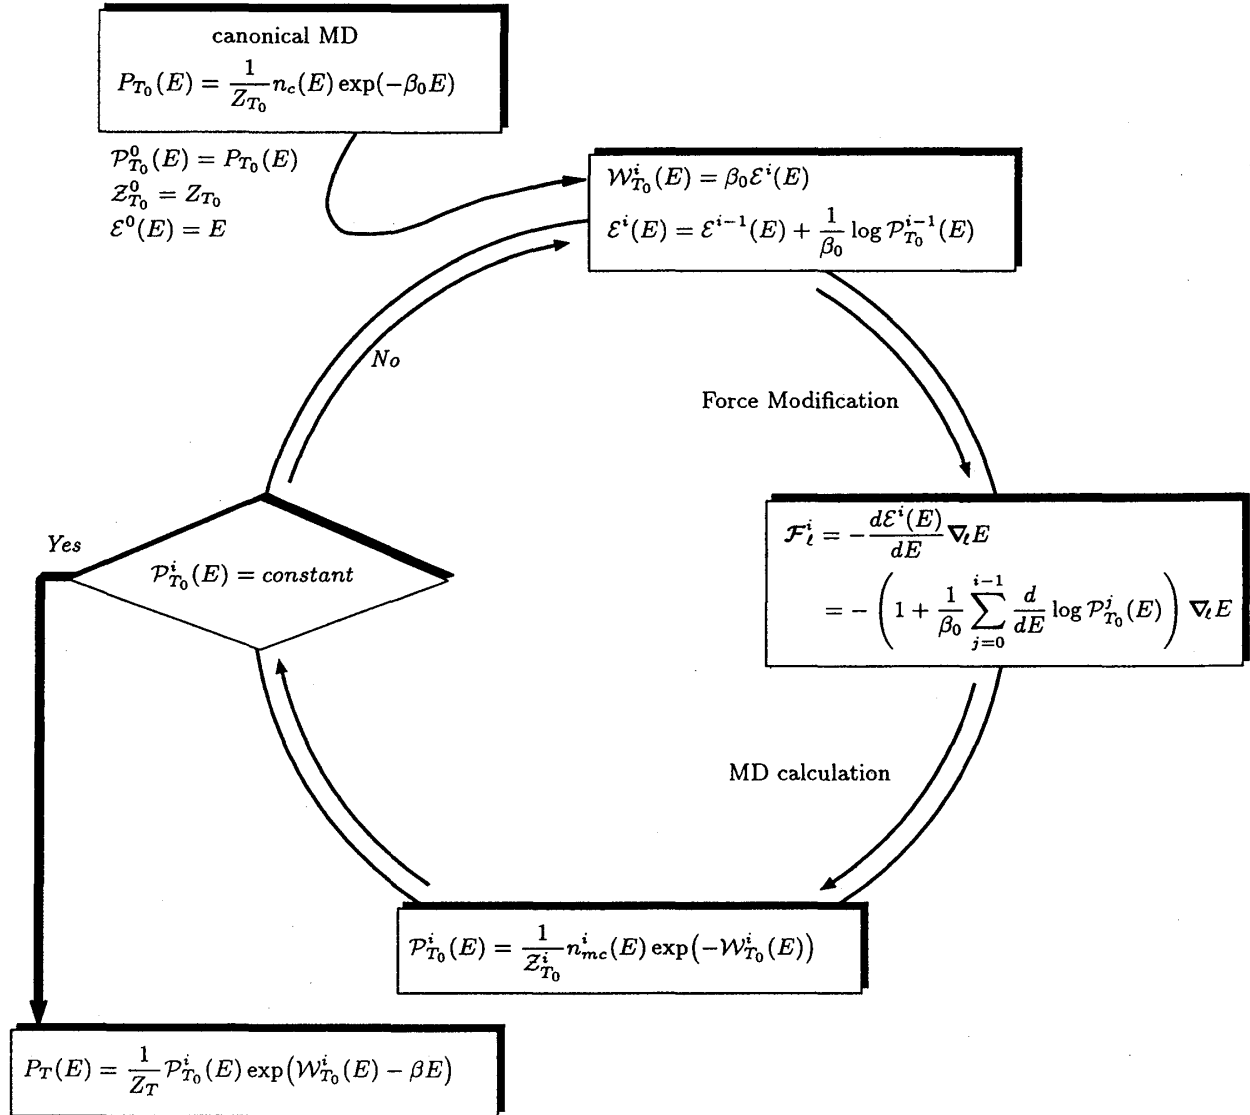 canonical MD
P_{T_0}(E) = \frac{1}{Z_{T_0}} n_c(E) \exp(-\beta_0 E)
\mathcal{P}^0_{T_0}(E) = P_{T_0}(E)
\mathcal{Z}^0_{T_0} = Z_{T_0}
\mathcal{E}^0(E) = E
\mathcal{W}^i_{T_0}(E) = \beta_0 \mathcal{E}^i(E)
\mathcal{E}^i(E) = \mathcal{E}^{i-1}(E) + \frac{1}{\beta_0} \log \mathcal{P}^{i-1}_{T_0}(E)
No
Force Modification
\mathcal{F}^i_\ell = -\frac{d\mathcal{E}^i(E)}{dE} \nabla_\ell E
= -\left(1 + \frac{1}{\beta_0} \sum_{j=0}^{i-1} \frac{d}{dE} \log \mathcal{P}^j_{T_0}(E)\right) \nabla_\ell E
Yes
\mathcal{P}^i_{T_0}(E) = constant
MD calculation
\mathcal{P}^i_{T_0}(E) = \frac{1}{\mathcal{Z}^i_{T_0}} n^i_{mc}(E) \exp(-\mathcal{W}^i_{T_0}(E))
P_T(E) = \frac{1}{Z_T} \mathcal{P}^i_{T_0}(E) \exp(\mathcal{W}^i_{T_0}(E) - \beta E)